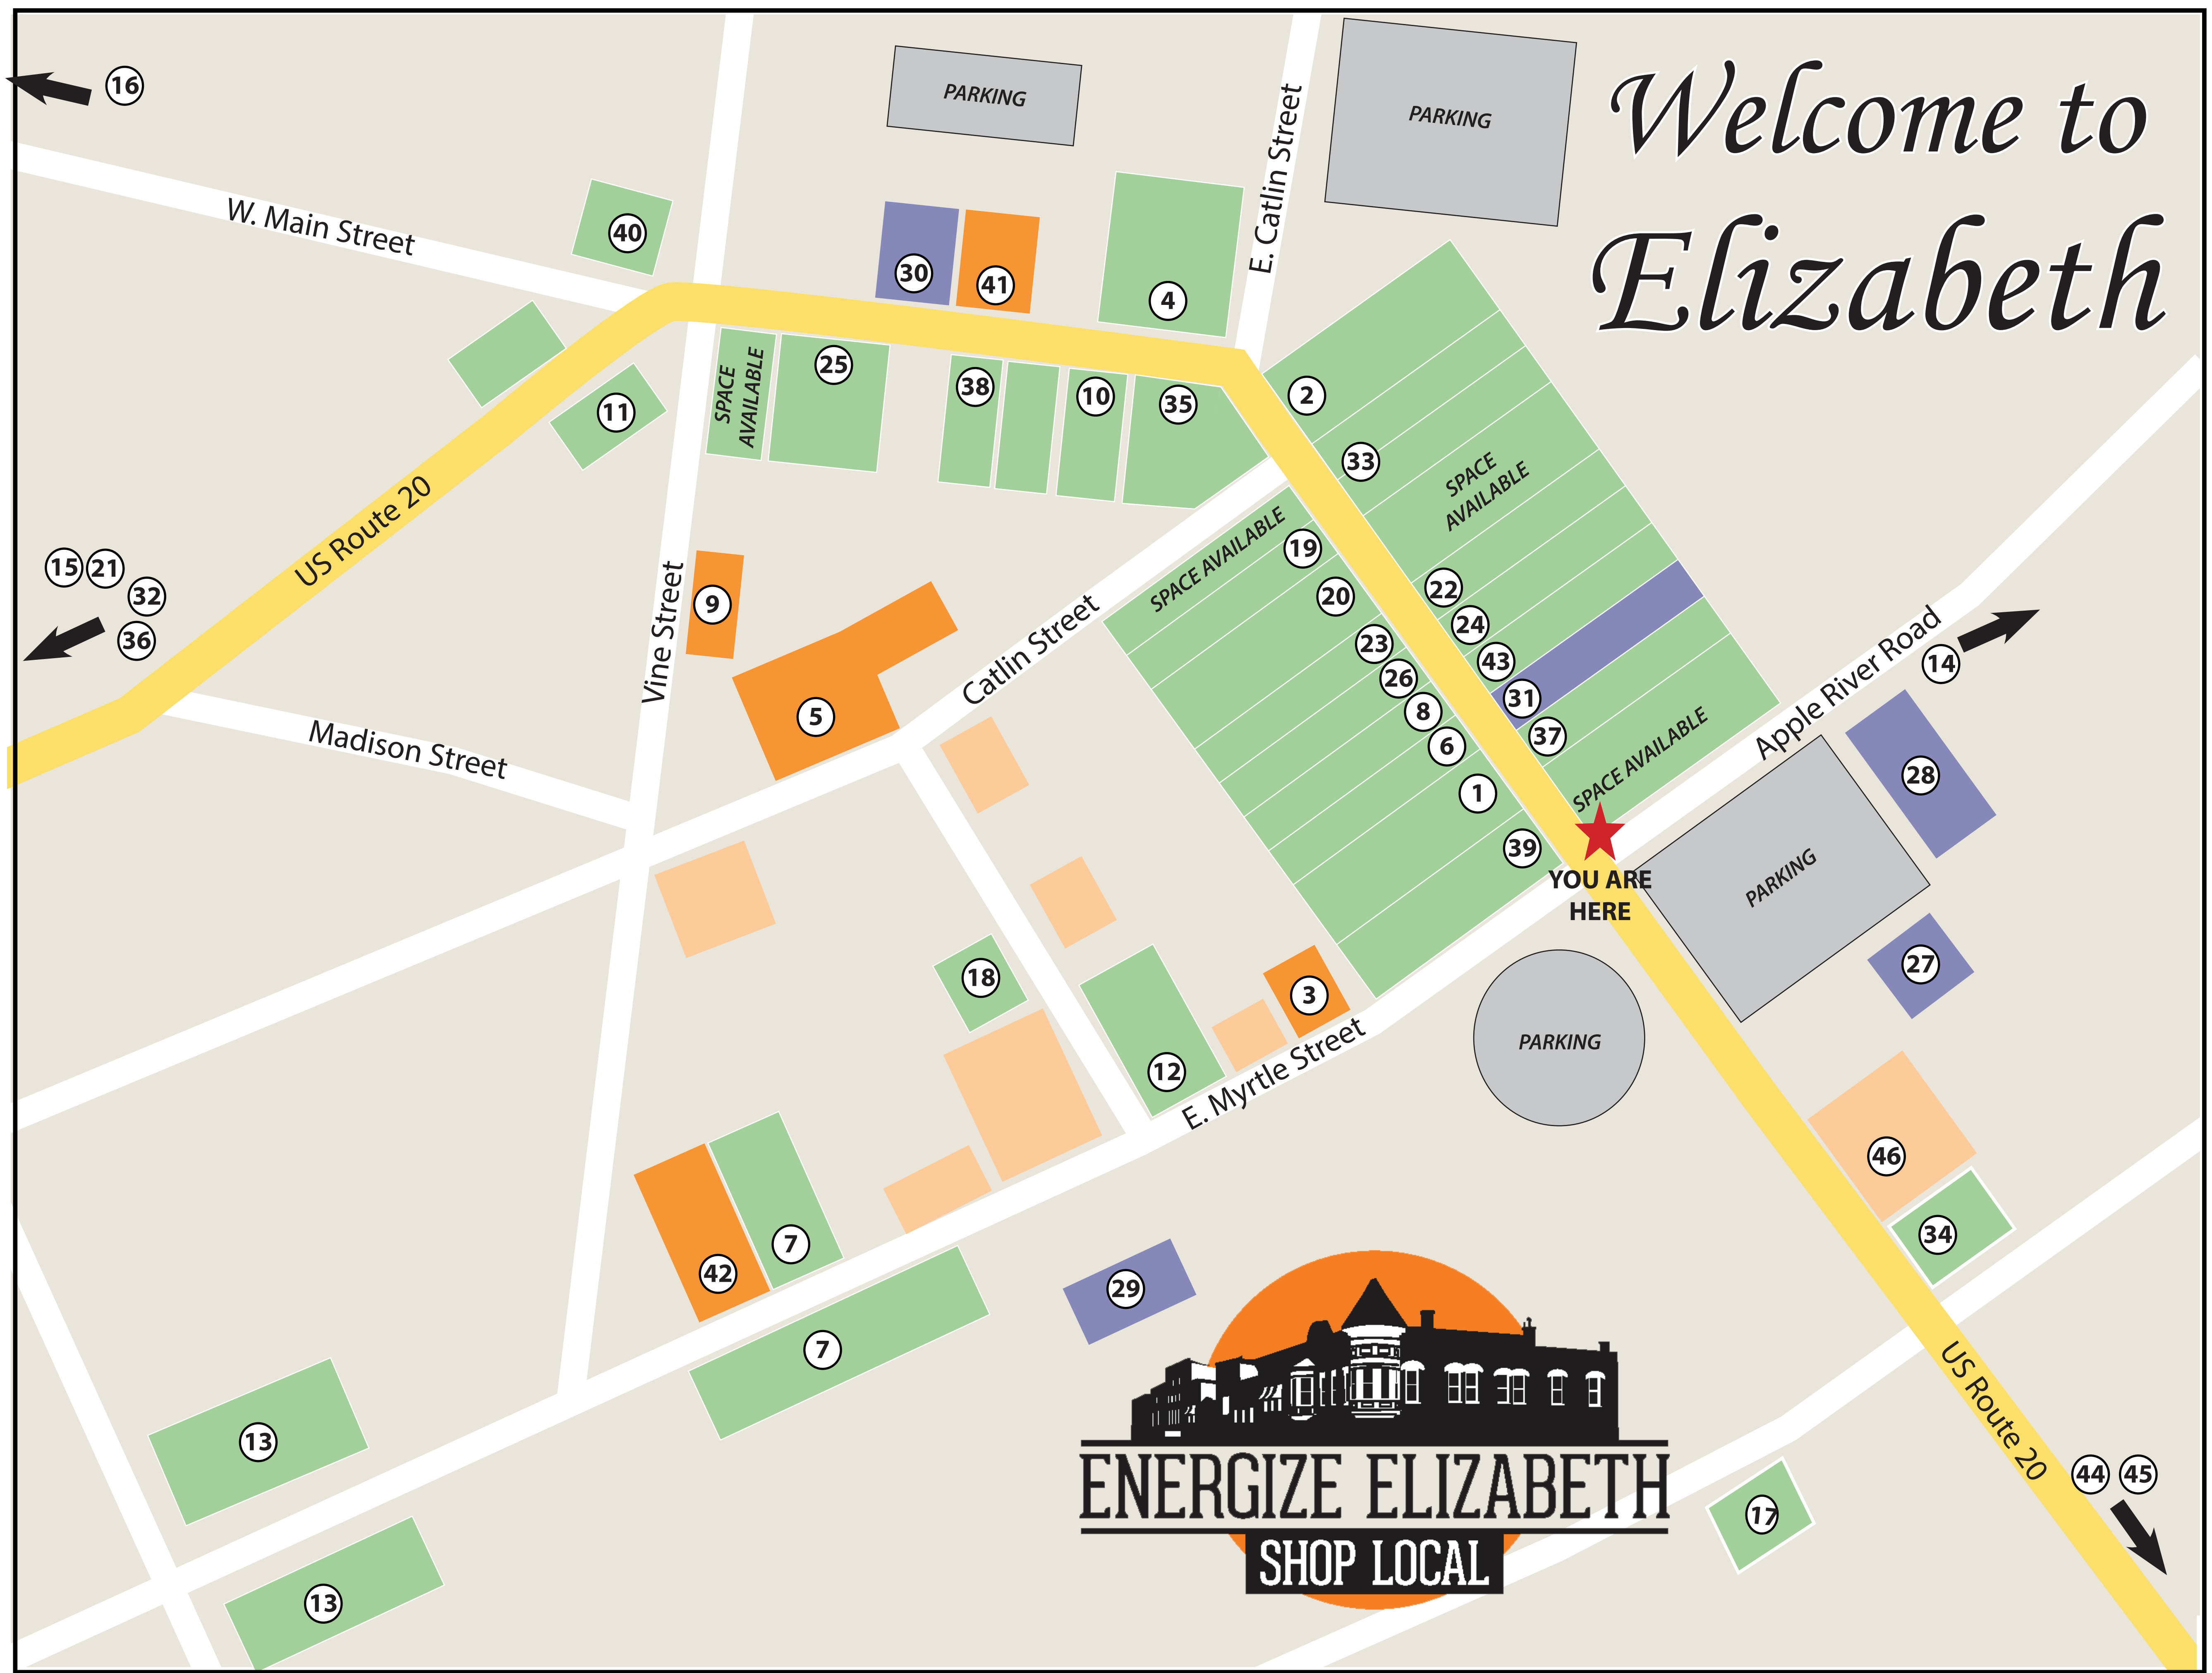 Welcome to
Elizabeth
16
PARKING
PARKING
E. Catlin Street
W. Main Street
40
30
41
4
11
SPACE
AVAILABLE
25
38
10
35
2
33
SPACE
AVAILABLE
US Route 20
15
21
32
36
Vine Street
9
5
Catlin Street
SPACE AVAILABLE
19
20
23
26
8
6
1
39
22
24
43
31
37
SPACE AVAILABLE
Apple River Road
14
28
Madison Street
YOU ARE
HERE
PARKING
27
18
12
3
E. Myrtle Street
PARKING
46
34
42
7
7
29
13
13
US Route 20
44
45
17
ENERGIZE ELIZABETH
SHOP LOCAL